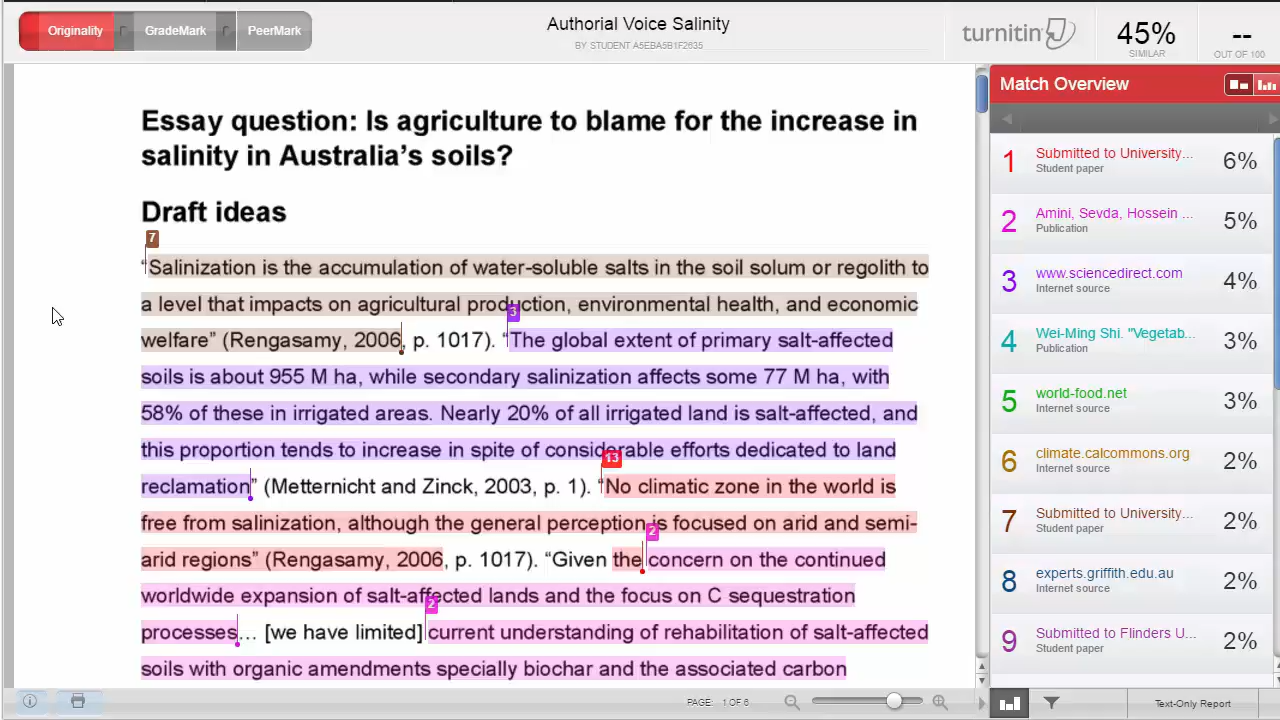 Originality
GradeMark
PeerMark
Authorial Voice Salinity
BY STUDENT A5EBA5B1F2635
turnitin
45%
SIMILAR
--
OUT OF 100
Essay question: Is agriculture to blame for the increase in
salinity in Australia’s soils?
Draft ideas
7
“Salinization is the accumulation of water-soluble salts in the soil solum or regolith to
a level that impacts on agricultural production, environmental health, and economic
3
welfare” (Rengasamy, 2006, p. 1017). “The global extent of primary salt-affected
soils is about 955 M ha, while secondary salinization affects some 77 M ha, with
58% of these in irrigated areas. Nearly 20% of all irrigated land is salt-affected, and
this proportion tends to increase in spite of considerable efforts dedicated to land
13
reclamation” (Metternicht and Zinck, 2003, p. 1). “No climatic zone in the world is
free from salinization, although the general perception is focused on arid and semi-
2
arid regions” (Rengasamy, 2006, p. 1017). “Given the concern on the continued
worldwide expansion of salt-affected lands and the focus on C sequestration
2
processes… [we have limited] current understanding of rehabilitation of salt-affected
soils with organic amendments specially biochar and the associated carbon
Match Overview
1 Submitted to University... 6%
Student paper
2 Amini, Sevda, Hossein ... 5%
Publication
3 www.sciencedirect.com 4%
Internet source
4 Wei-Ming Shi. "Vegetab... 3%
Publication
5 world-food.net 3%
Internet source
6 climate.calcommons.org 2%
Internet source
7 Submitted to University... 2%
Student paper
8 experts.griffith.edu.au 2%
Internet source
9 Submitted to Flinders U... 2%
Student paper
PAGE: 1 OF 8
Text-Only Report